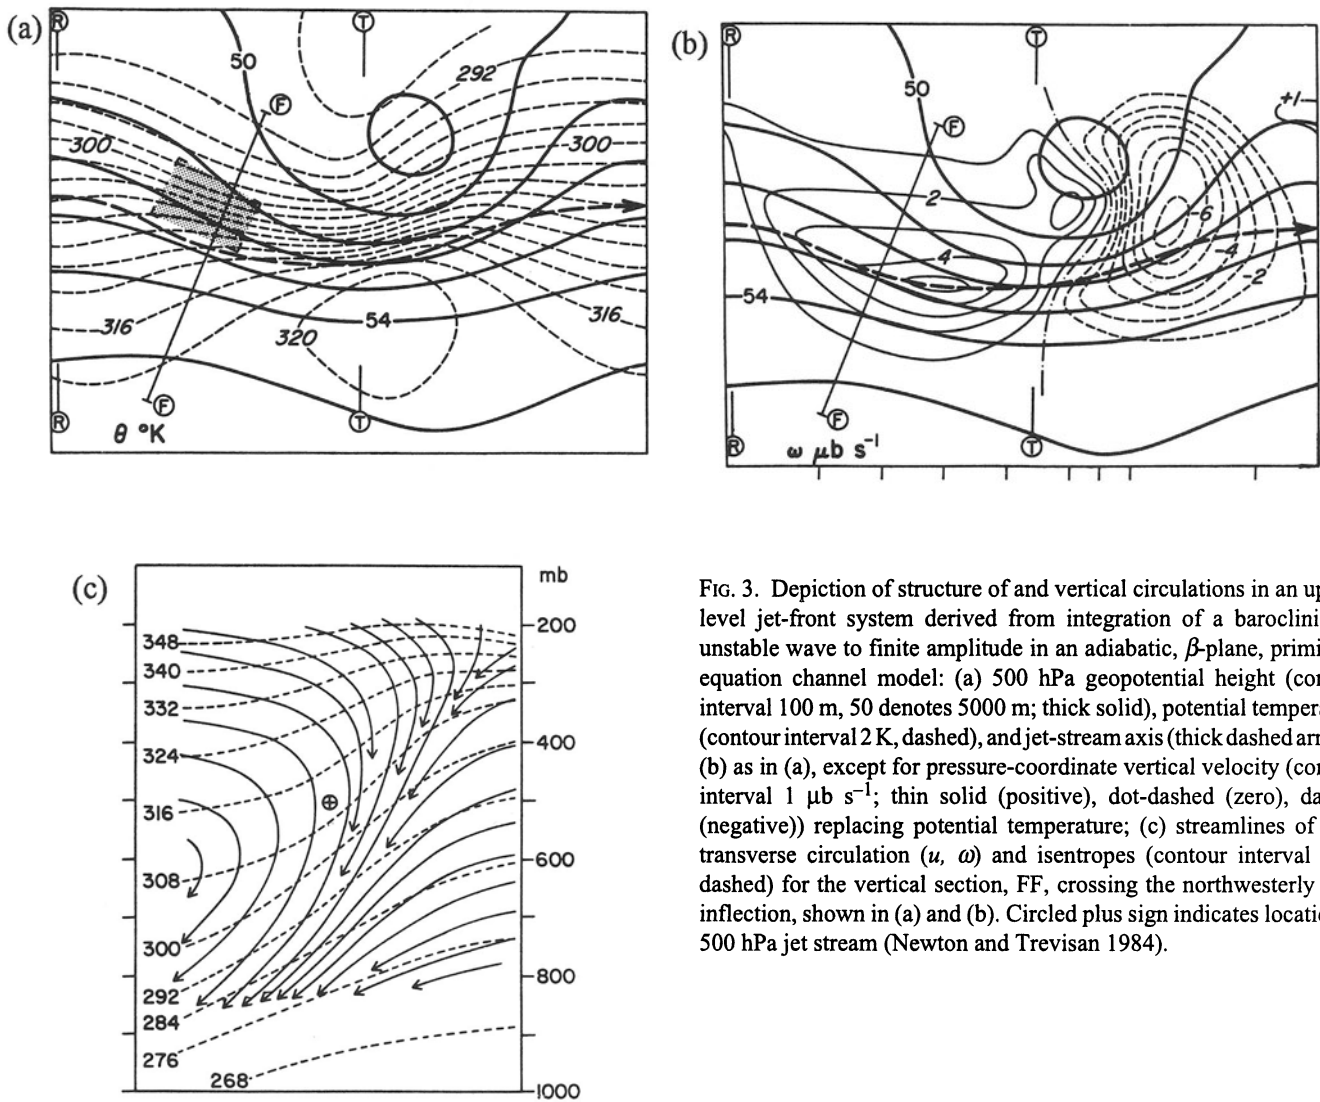 (a)
R
T
50
292
F
300
300
316
320
54
316
F
R
T
θ °K
(b)
R
T
50
+1
F
2
-6
4
-4
-2
54
F
R
T
ω μb s⁻¹
(c)
mb
200
348
340
332
324
400
316
308
600
300
292
800
284
276
268
1000
FIG. 3. Depiction of structure of and vertical circulations in an up
level jet-front system derived from integration of a baroclini
unstable wave to finite amplitude in an adiabatic, β-plane, primi
equation channel model: (a) 500 hPa geopotential height (con
interval 100 m, 50 denotes 5000 m; thick solid), potential tempera
(contour interval 2 K, dashed), and jet-stream axis (thick dashed arr
(b) as in (a), except for pressure-coordinate vertical velocity (con
interval 1 μb s⁻¹; thin solid (positive), dot-dashed (zero), da
(negative)) replacing potential temperature; (c) streamlines of
transverse circulation (u, ω) and isentropes (contour interval
dashed) for the vertical section, FF, crossing the northwesterly
inflection, shown in (a) and (b). Circled plus sign indicates locatio
500 hPa jet stream (Newton and Trevisan 1984).